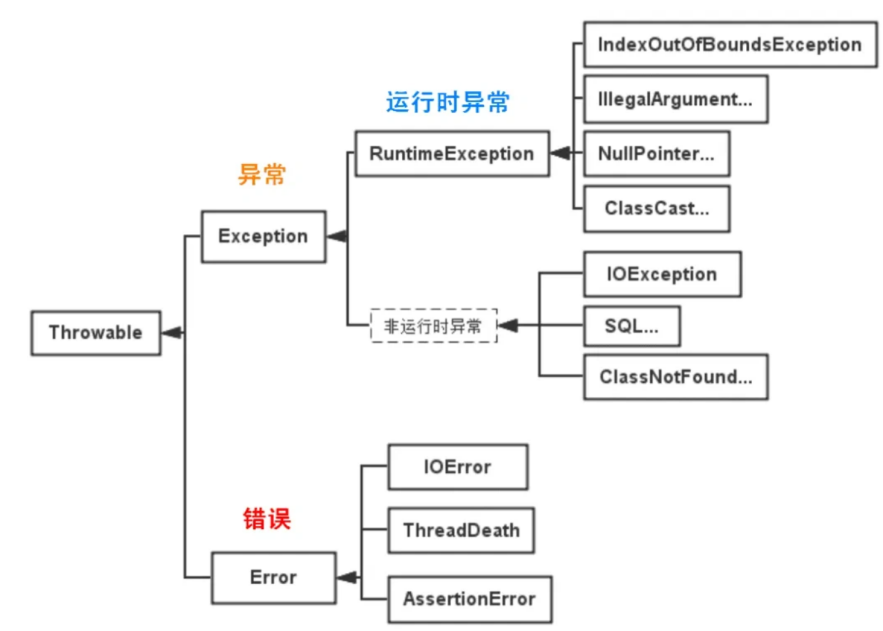 IndexOutOfBoundsException
运行时异常
IllegalArgument...
RuntimeException
NullPointer...
异常
ClassCast...
Exception
IOException
非运行时异常
SQL...
Throwable
ClassNotFound...
IOError
错误
ThreadDeath
Error
AssertionError